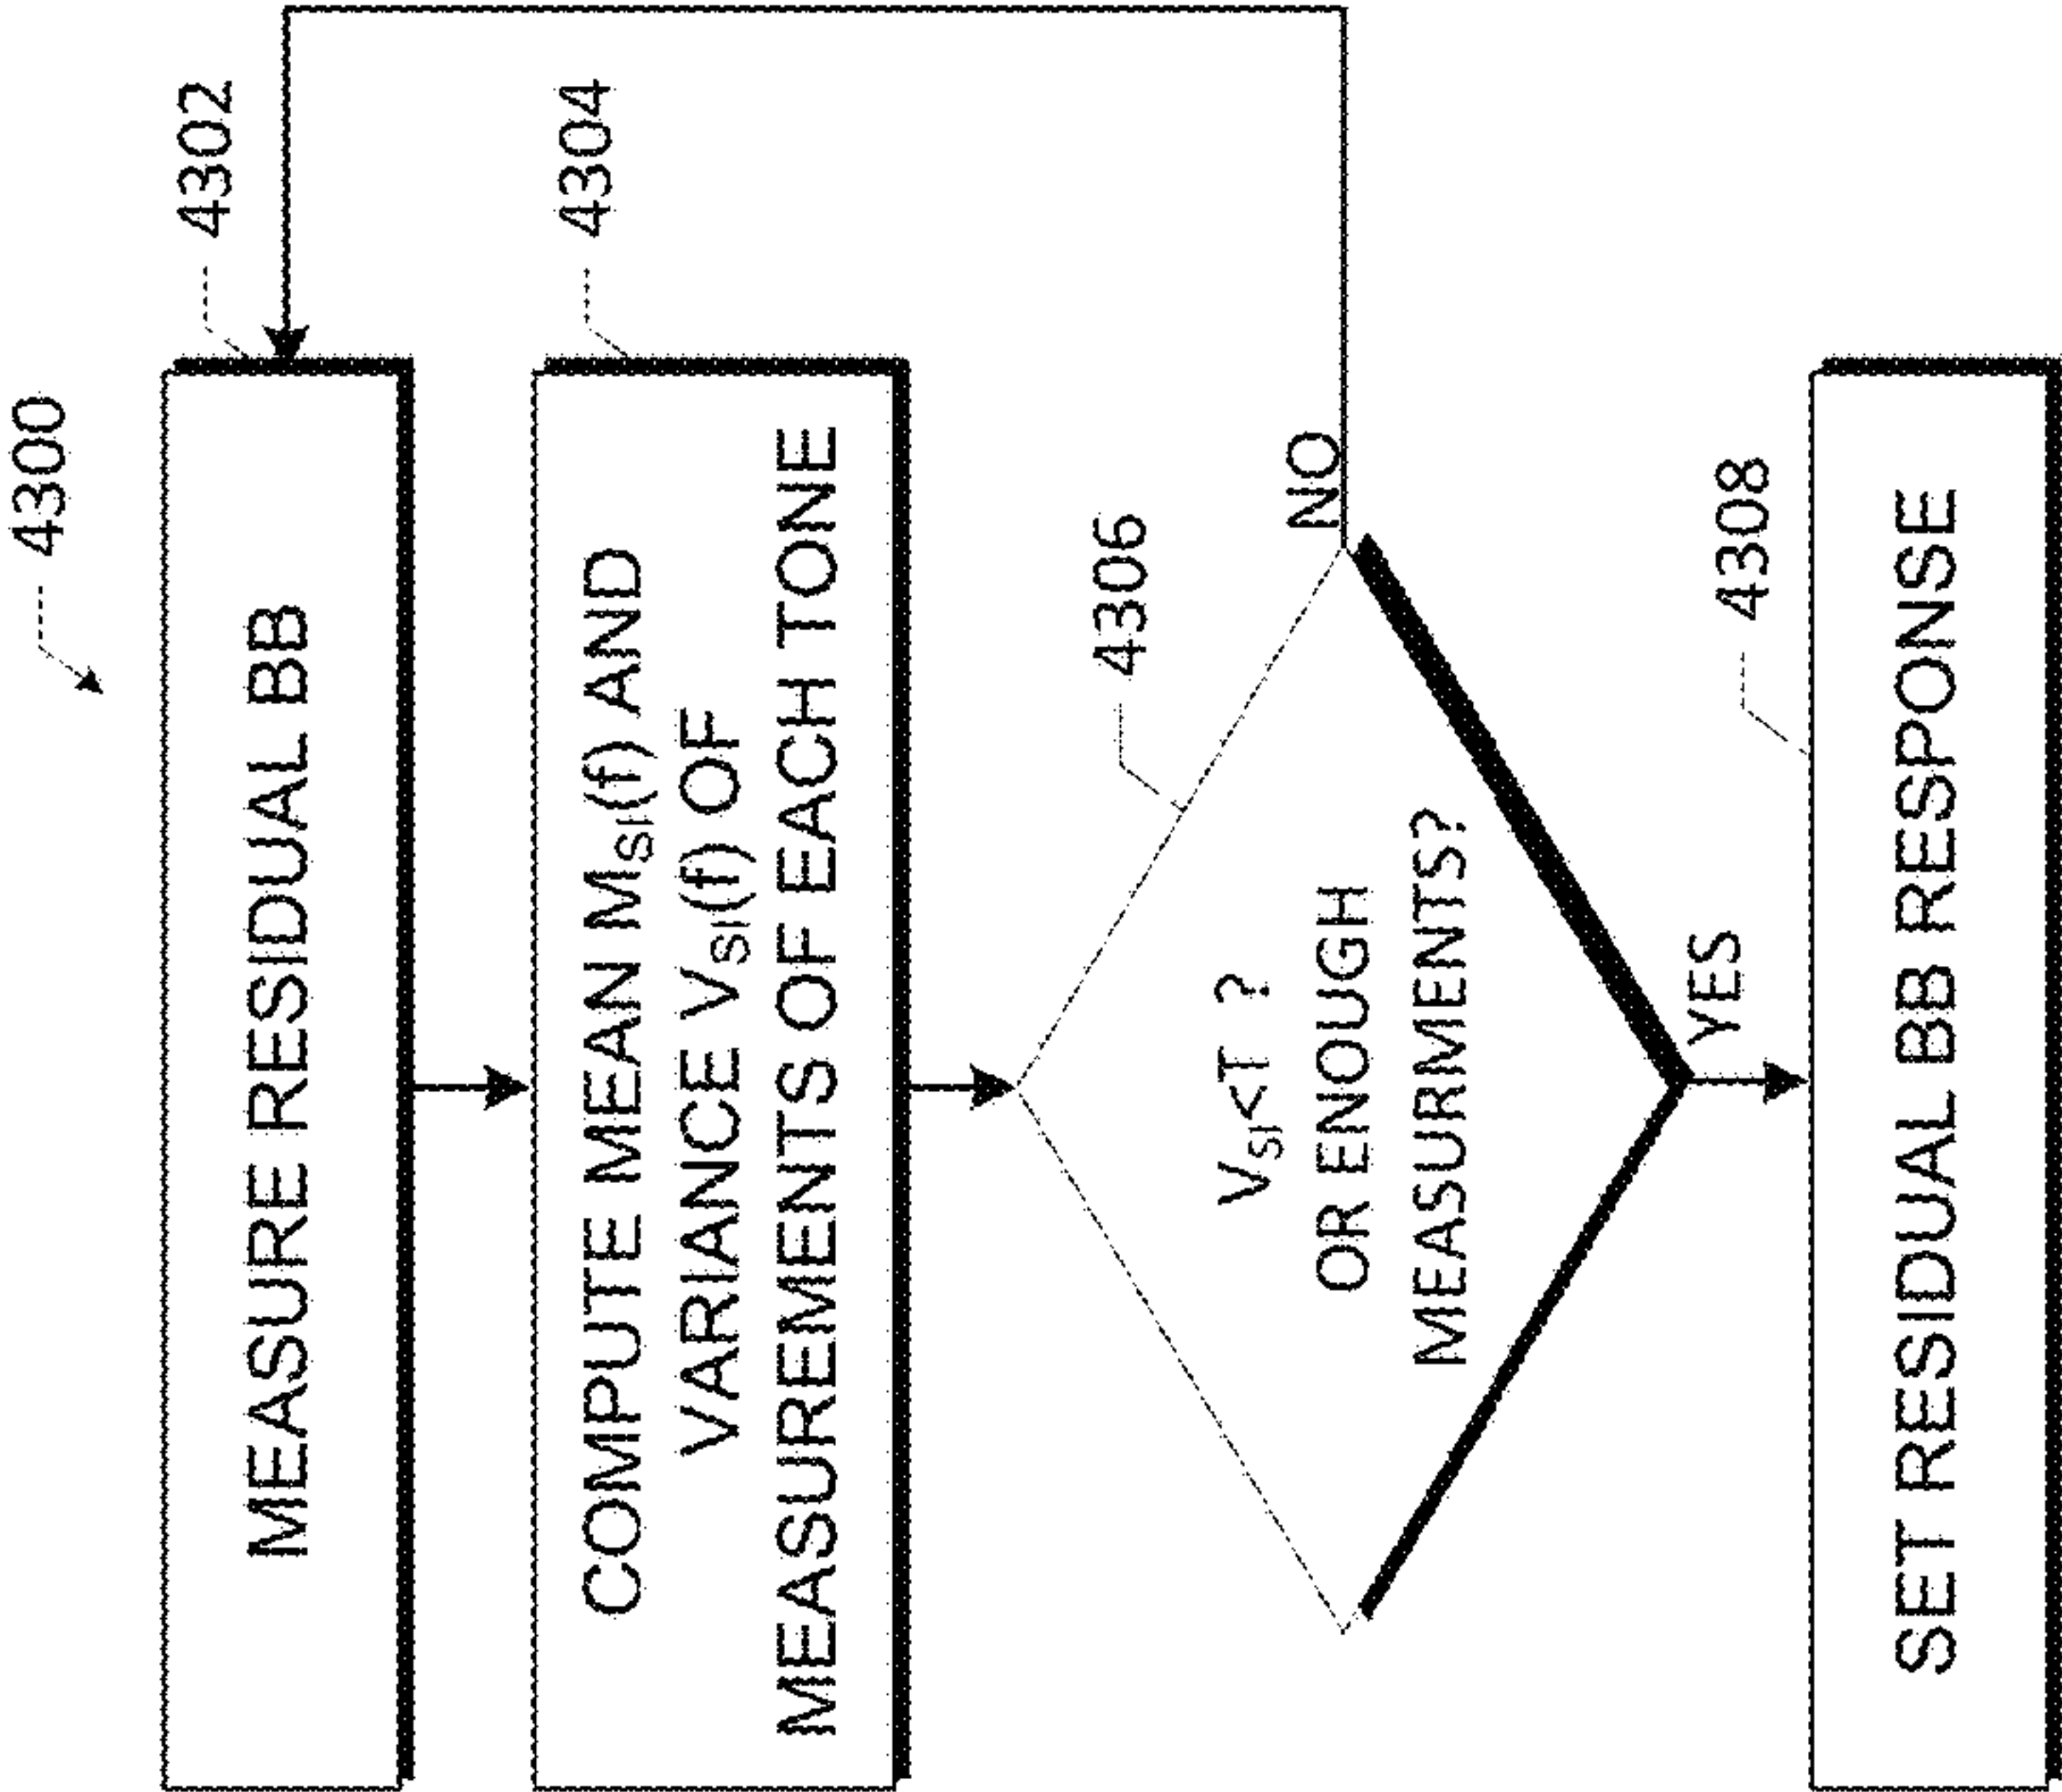 4300
4302
MEASURE RESIDUAL BB
4304
COMPUTE MEAN M_SI(f) AND
VARIANCE V_SI(f) OF
MEASUREMENTS OF EACH TONE
4306
V_SI<T ?
OR ENOUGH
MEASURMENTS?
NO
YES
4308
SET RESIDUAL BB RESPONSE